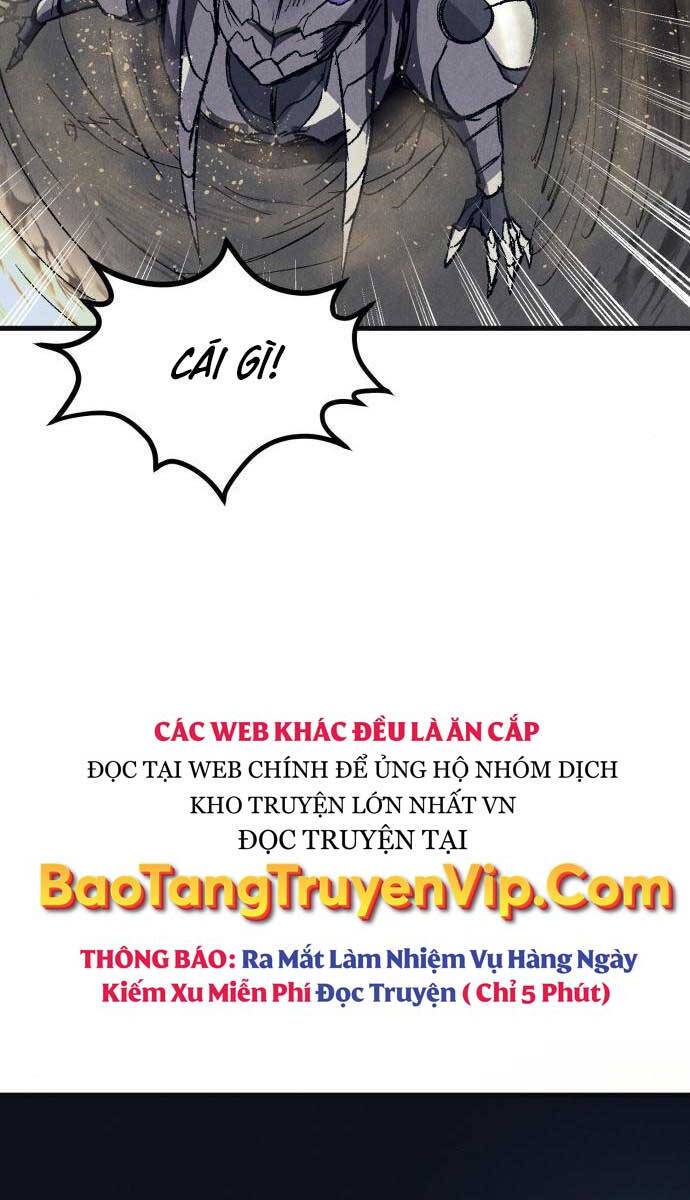 CÁI GÌ!
CÁC WEB KHÁC ĐỀU LÀ ĂN CẮP
ĐỌC TẠI WEB CHÍNH ĐỂ ỦNG HỘ NHÓM DỊCH
KHO TRUYỆN LỚN NHẤT VN
ĐỌC TRUYỆN TẠI
BaoTangTruyenVip.Com
THÔNG BÁO: Ra Mắt Làm Nhiệm Vụ Hàng Ngày
Kiếm Xu Miễn Phí Đọc Truyện ( Chỉ 5 Phút)